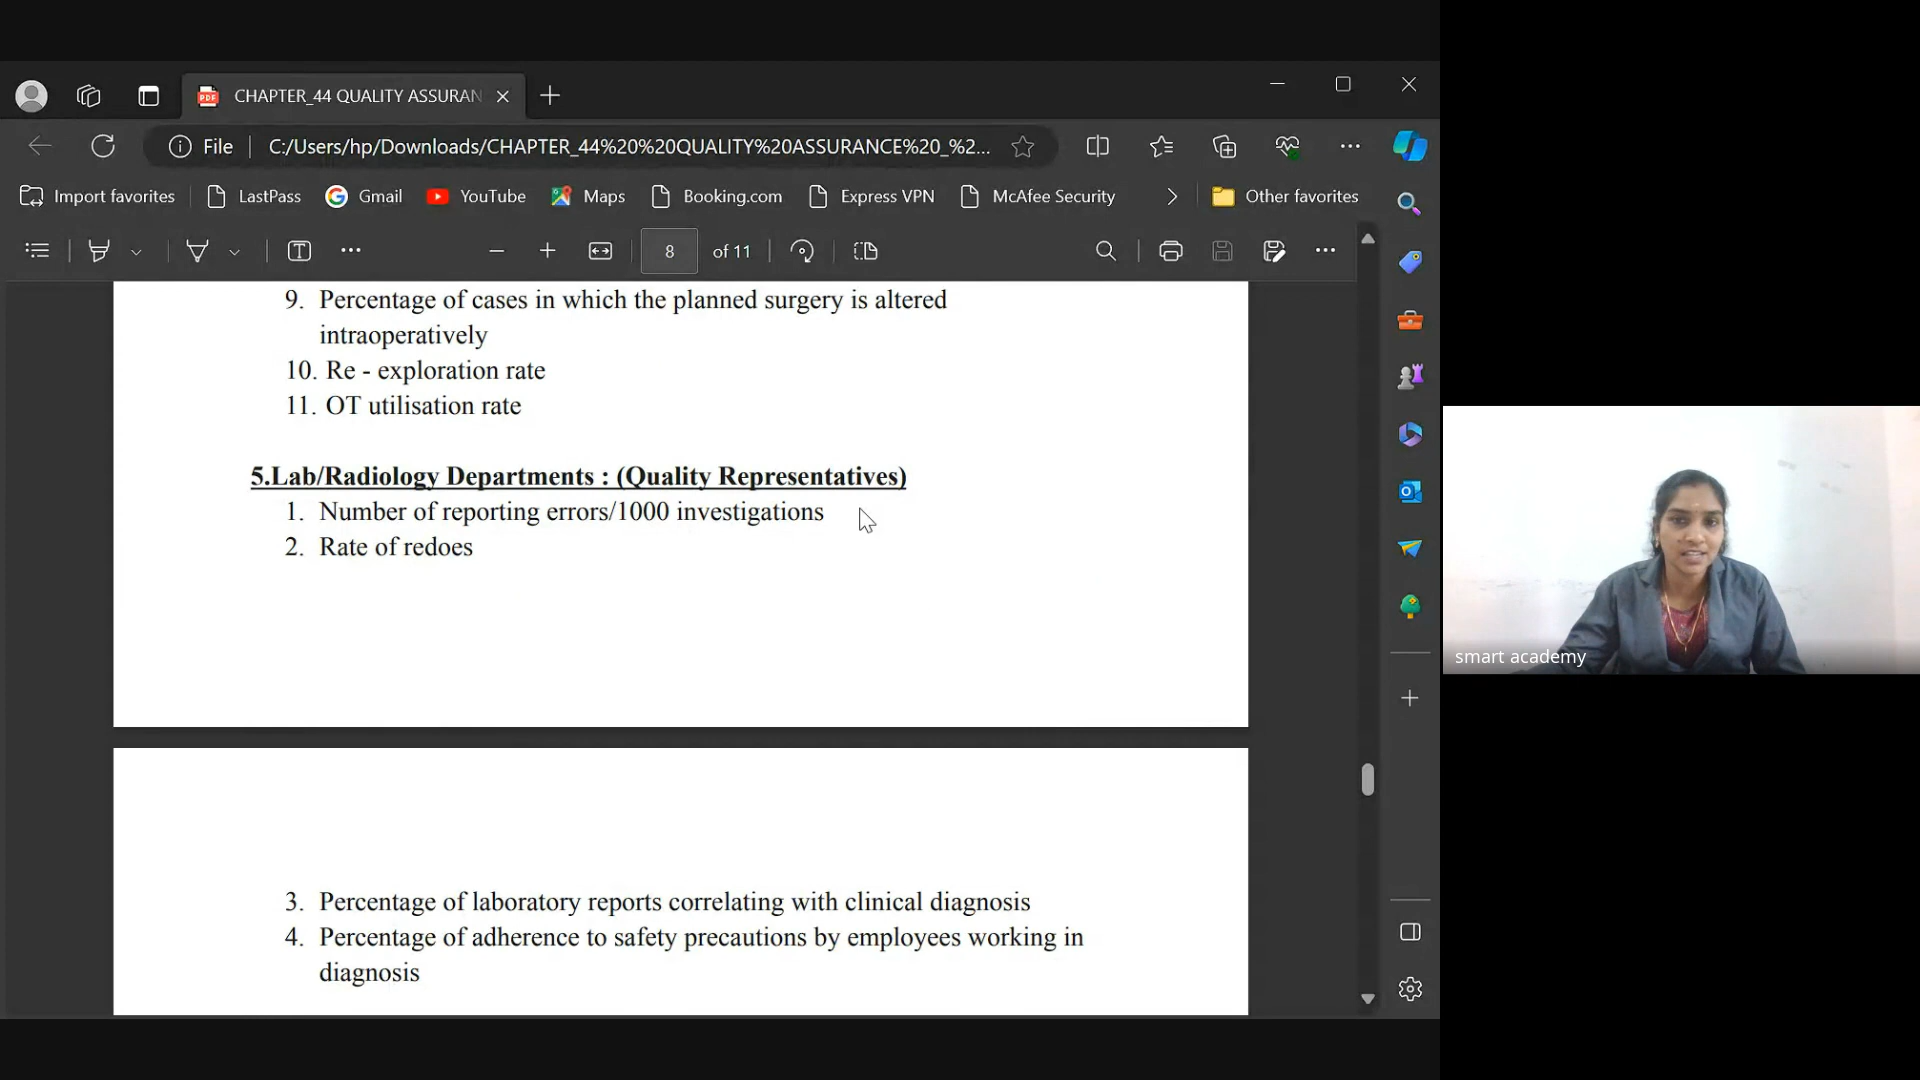 CHAPTER_44 QUALITY ASSURAN
File
C:/Users/hp/Downloads/CHAPTER_44%20%20QUALITY%20ASSURANCE%20_%2...
Import favorites
LastPass
Gmail
YouTube
Maps
Booking.com
Express VPN
McAfee Security
Other favorites
8 of 11
9. Percentage of cases in which the planned surgery is altered
intraoperatively
10. Re - exploration rate
11. OT utilisation rate
5.Lab/Radiology Departments : (Quality Representatives)
1. Number of reporting errors/1000 investigations
2. Rate of redoes
3. Percentage of laboratory reports correlating with clinical diagnosis
4. Percentage of adherence to safety precautions by employees working in
diagnosis
smart academy